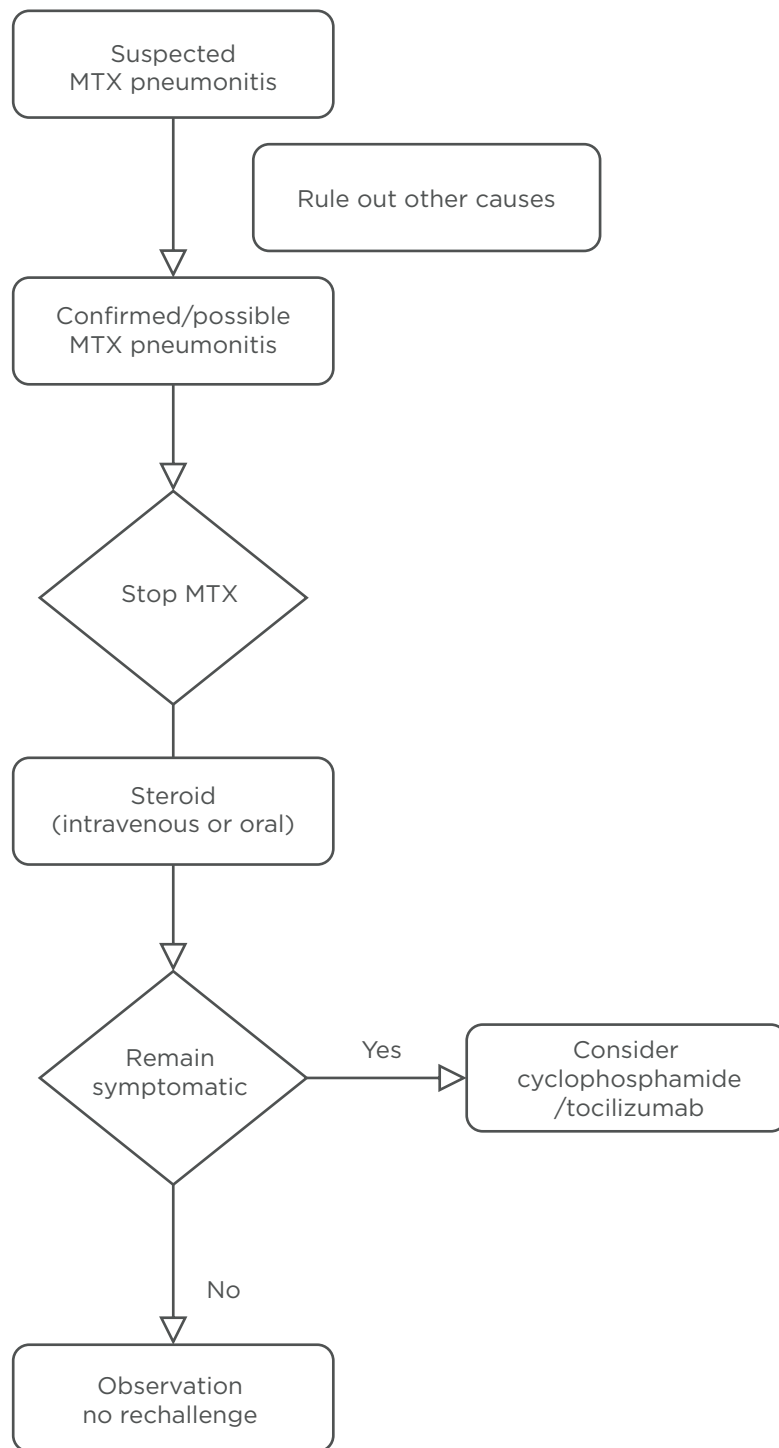 Suspected
MTX pneumonitis
Rule out other causes
Confirmed/possible
MTX pneumonitis
Stop MTX
Steroid
(intravenous or oral)
Remain
symptomatic
Yes
Consider
cyclophosphamide
/tocilizumab
No
Observation
no rechallenge